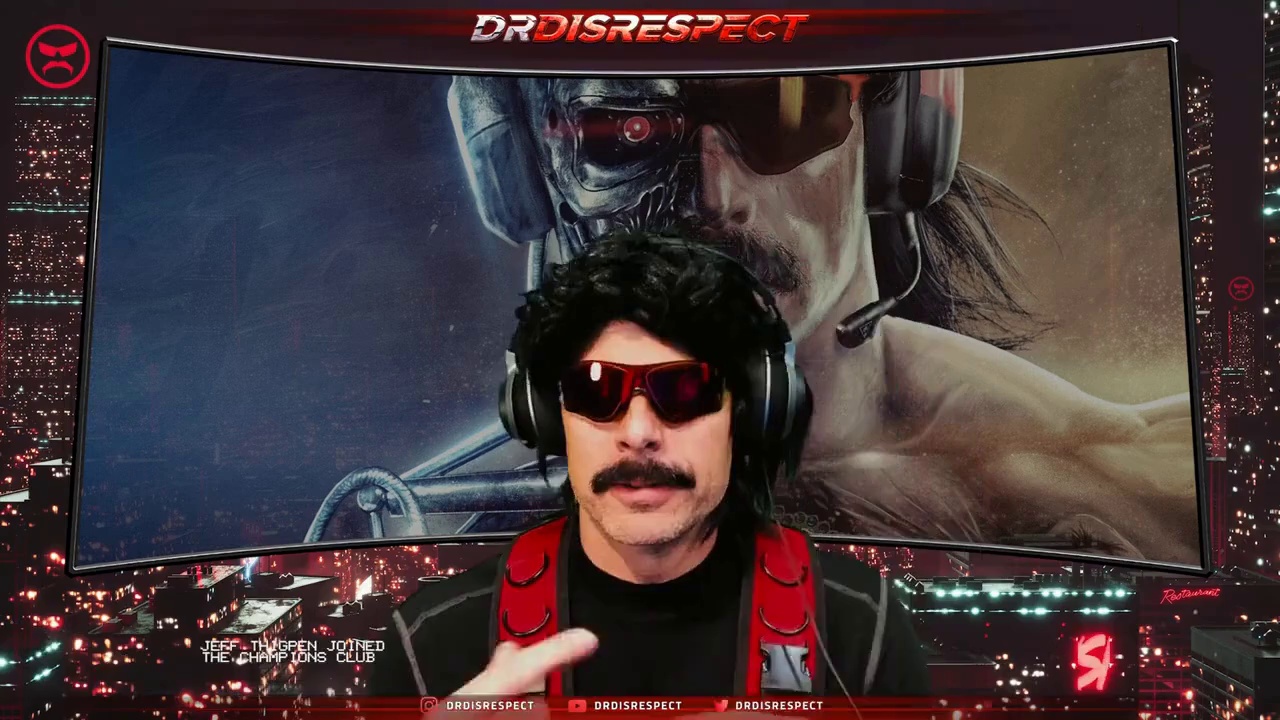 DRDISRESPECT
Restaurant
JEFF THIGPEN JOINED
THE CHAMPIONS CLUB
DRDISRESPECT
DRDISRESPECT
DRDISRESPECT